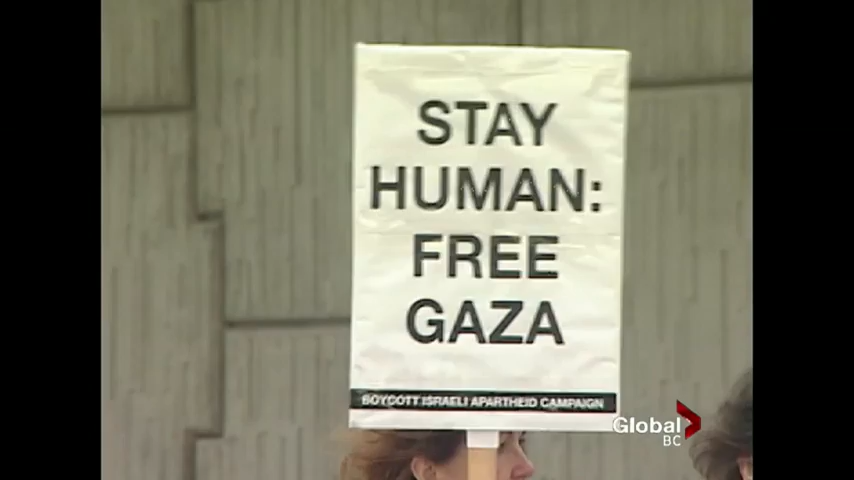 STAY
HUMAN:
FREE
GAZA
BOYCOTT ISRAELI APARTHEID CAMPAIGN
Global
BC